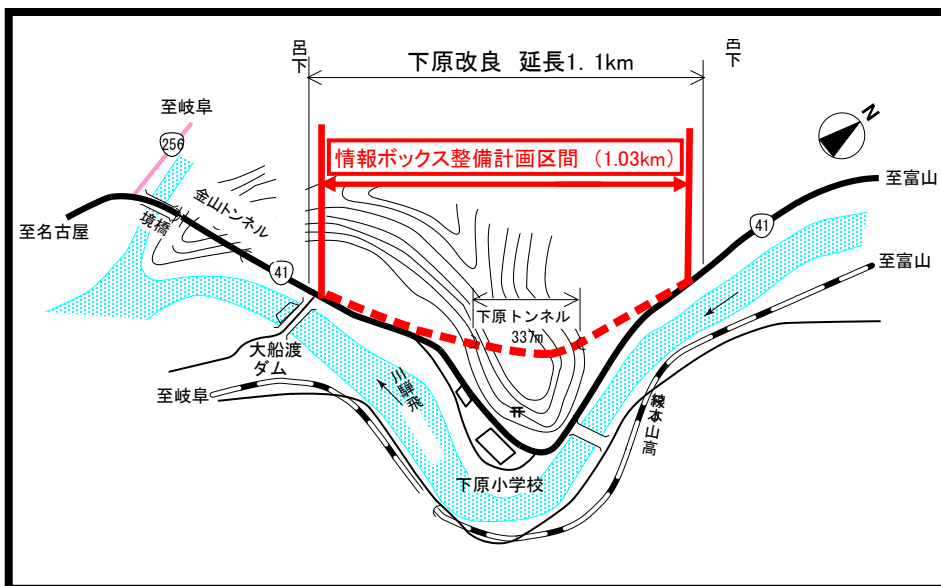 呂下
下原改良 延長1. 1km
至岐阜
256
情報ボックス整備計画区間 (1.03km)
N
至富山
金山トンネル
境橋
至名古屋
41
41
至富山
下原トンネル
337m
大船渡
ダム
川騨飛
至岐阜
本山高
下原小学校